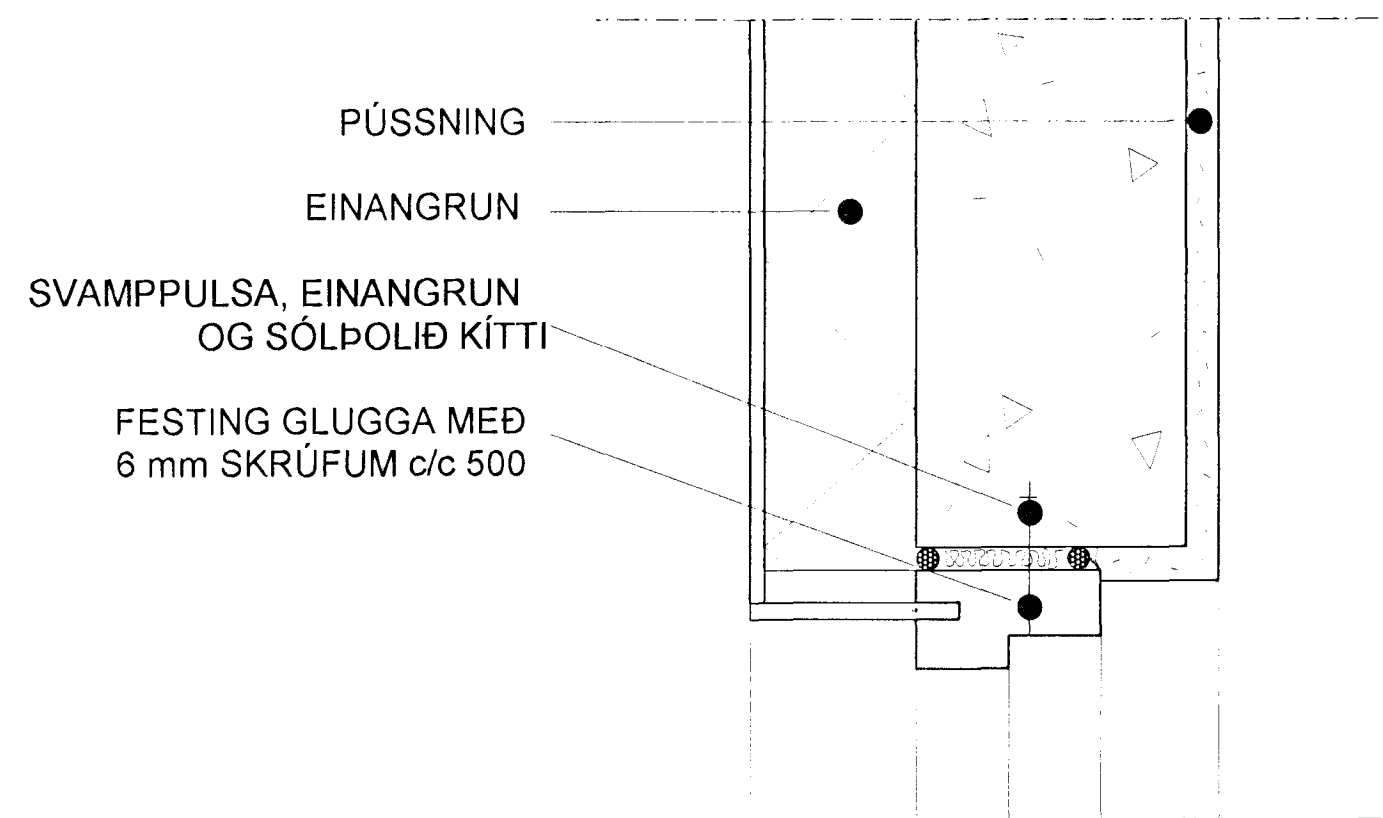 PÚSSNING
EINANGRUN
SVAMPPULSA, EINANGRUN
OG SÓLÞOLIÐ KÍTTI
FESTING GLUGGA MEÐ
6 mm SKRÚFUM c/c 500